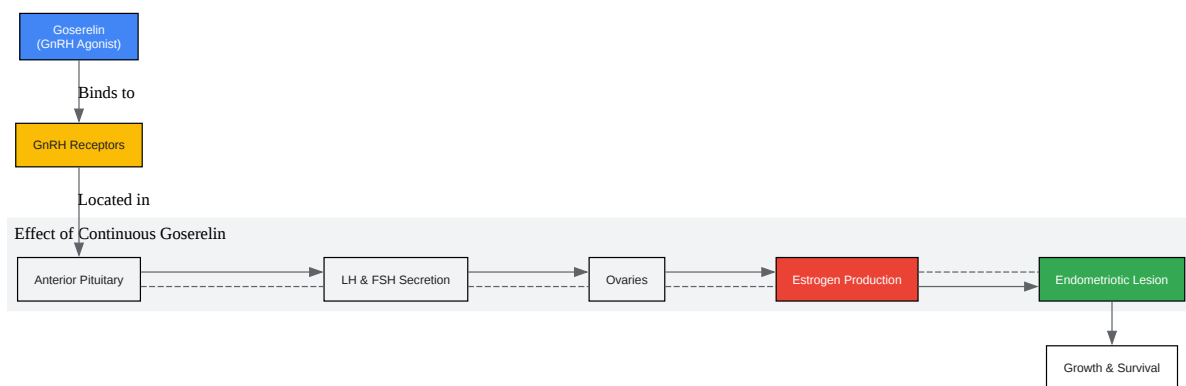 Goserelin
(GnRH Agonist)
Binds to
GnRH Receptors
Located in
Effect of Continuous Goserelin
Anterior Pituitary
LH & FSH Secretion
Ovaries
Estrogen Production
Endometriotic Lesion
Growth & Survival